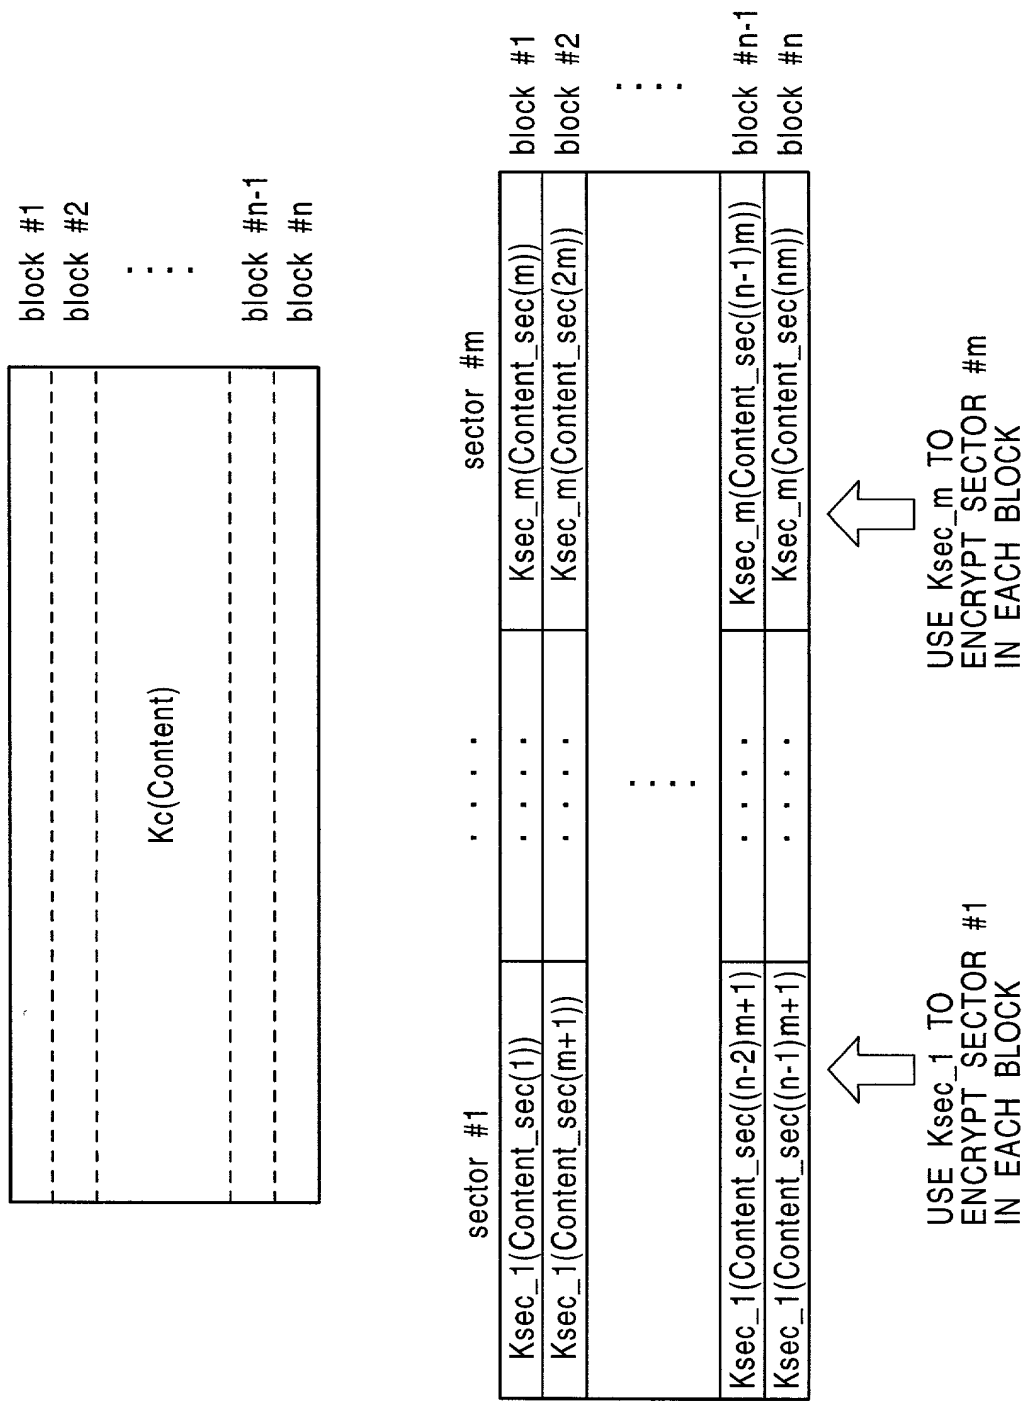 block #1
block #2
. . . .
Kc(Content)
block #n-1
block #n
sector #1
. . . .
sector #m
Ksec_1(Content_sec(1))
. . . .
Ksec_m(Content_sec(m))
block #1
Ksec_1(Content_sec(m+1))
. . . .
Ksec_m(Content_sec(2m))
block #2
. . . .
. . . .
Ksec_1(Content_sec((n-2)m+1)
. . . .
Ksec_m(Content_sec((n-1)m))
block #n-1
Ksec_1(Content_sec((n-1)m+1)
. . . .
Ksec_m(Content_sec(nm))
block #n
USE Ksec_1 TO
ENCRYPT SECTOR #1
IN EACH BLOCK
USE Ksec_m TO
ENCRYPT SECTOR #m
IN EACH BLOCK